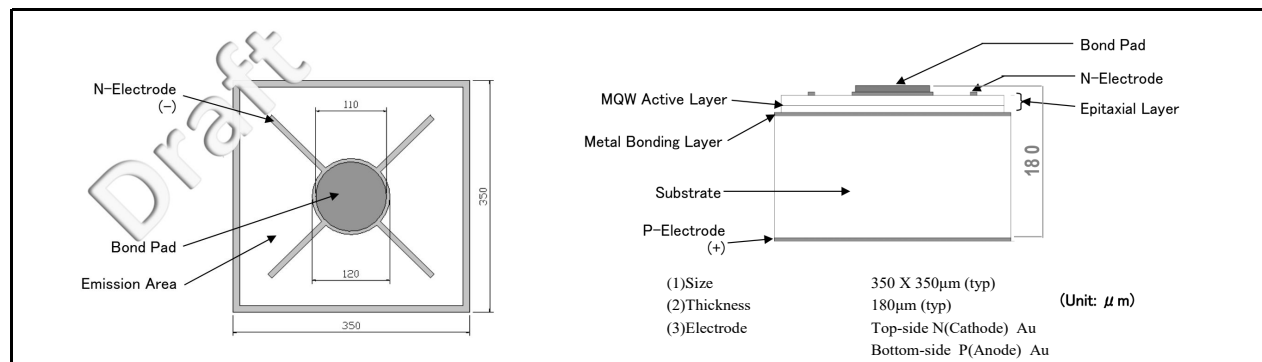 Draft
N-Electrode
(-)
110
350
Bond Pad
Emission Area
120
350
Bond Pad
N-Electrode
MQW Active Layer
Epitaxial Layer
Metal Bonding Layer
180
Substrate
P-Electrode
(+)
(1)Size 350 X 350μm (typ)
(2)Thickness 180μm (typ) (Unit: μm)
(3)Electrode Top-side N(Cathode) Au
Bottom-side P(Anode) Au